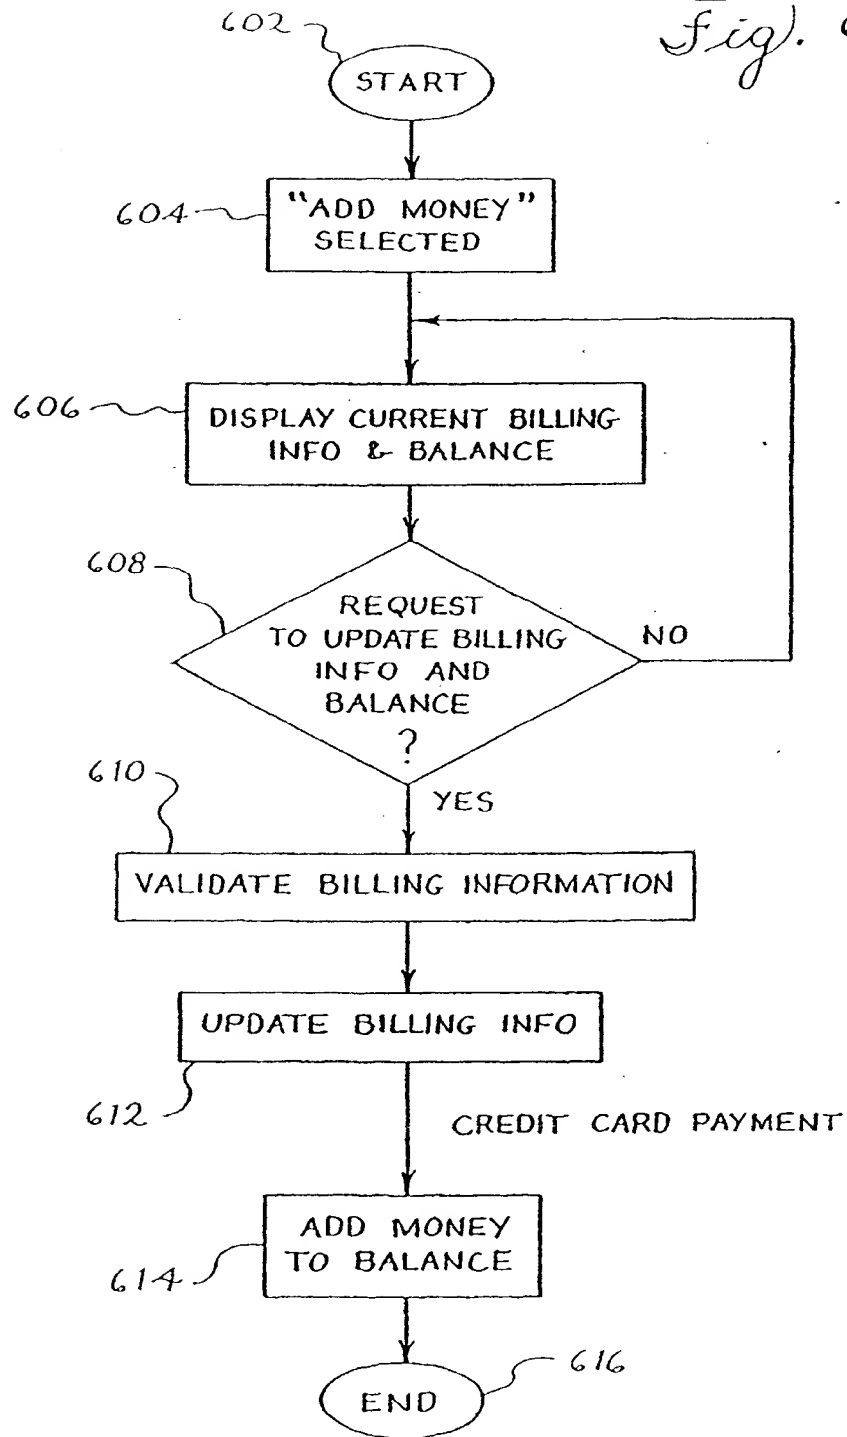 602
Fig.
START
604
"ADD MONEY"
SELECTED
606
DISPLAY CURRENT BILLING
INFO & BALANCE
608
REQUEST
TO UPDATE BILLING
INFO AND
BALANCE
?
NO
610
YES
VALIDATE BILLING INFORMATION
UPDATE BILLING INFO
612
CREDIT CARD PAYMENT
ADD MONEY
TO BALANCE
614
616
END